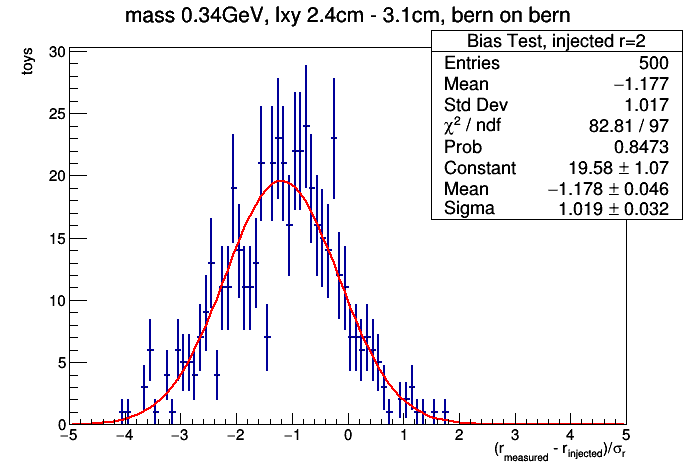 mass 0.34GeV, lxy 2.4cm - 3.1cm, bern on bern
Bias Test, injected r=2
Entries 500
Mean −1.177
Std Dev 1.017
χ² / ndf 82.81 / 97
Prob 0.8473
Constant 19.58 ± 1.07
Mean −1.178 ± 0.046
Sigma 1.019 ± 0.032
toys
30
25
20
15
10
5
0
−5 −4 −3 −2 −1 0 1 2 3 4 5
(r_measured - r_injected)/σ_r